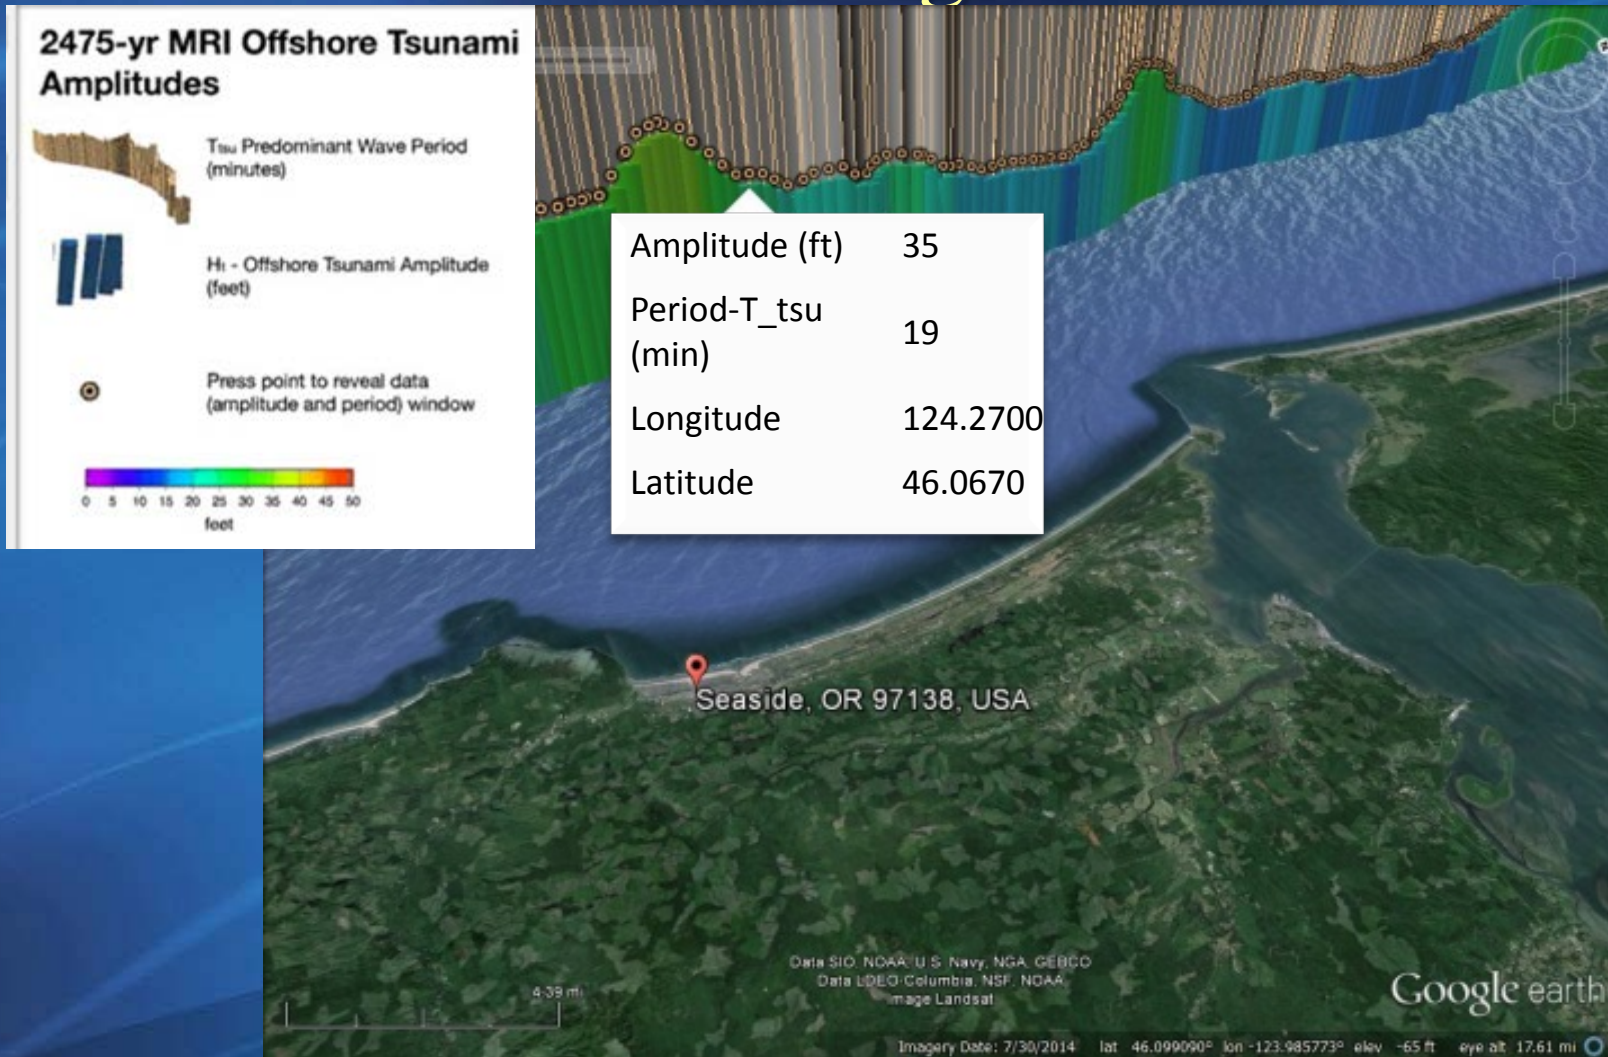 2475-yr MRI Offshore Tsunami
Amplitudes
Ttsu Predominant Wave Period
(minutes)
Ht - Offshore Tsunami Amplitude
(feet)
Press point to reveal data
(amplitude and period) window
0 5 10 15 20 25 30 35 40 45 50
feet
Amplitude (ft) 35
Period-T_tsu
(min) 19
Longitude 124.2700
Latitude 46.0670
Seaside, OR 97138, USA
Data SIO, NOAA, U.S. Navy, NGA, GEBCO
Data LDEO-Columbia, NSF, NOAA
Image Landsat
4.39 mi
Google earth
Imagery Date: 7/30/2014 lat 46.099090° lon -123.985773° elev -65 ft eye alt 17.61 mi